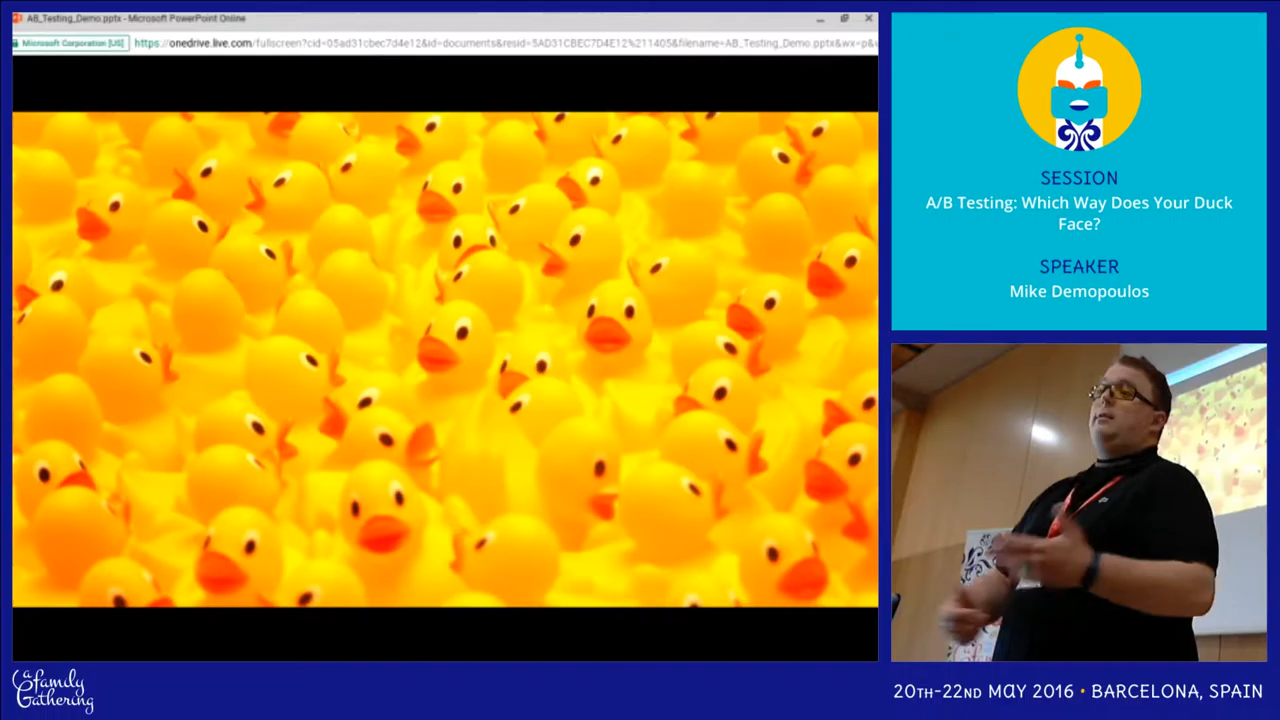 AB_Testing_Demo.pptx - Microsoft PowerPoint Online
Microsoft Corporation [US]
https://onedrive.live.com/fullscreen?cid=05ad31cbec7d4e12&id=documents&resid=5AD31CBEC7D4E12%211405&filename=AB_Testing_Demo.pptx&wx=p&
SESSION
A/B Testing: Which Way Does Your Duck
Face?
SPEAKER
Mike Demopoulos
a family
Gathering
20TH-22ND MAY 2016 • BARCELONA, SPAIN